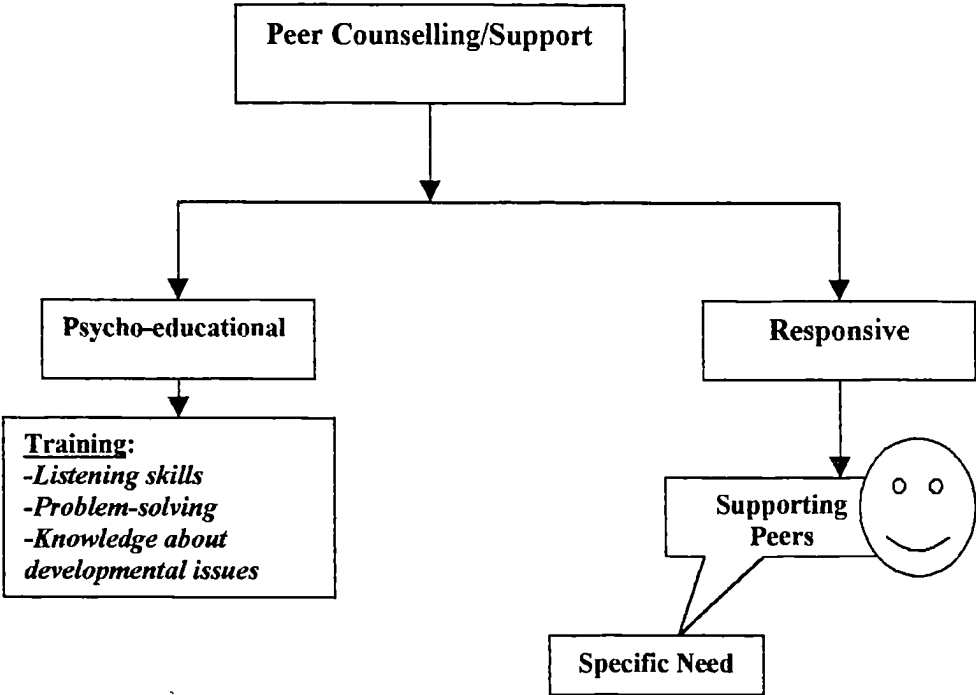 Peer Counselling/Support
Psycho-educational
Responsive
Training:
-Listening skills
-Problem-solving
-Knowledge about
developmental issues
Supporting
Peers
Specific Need